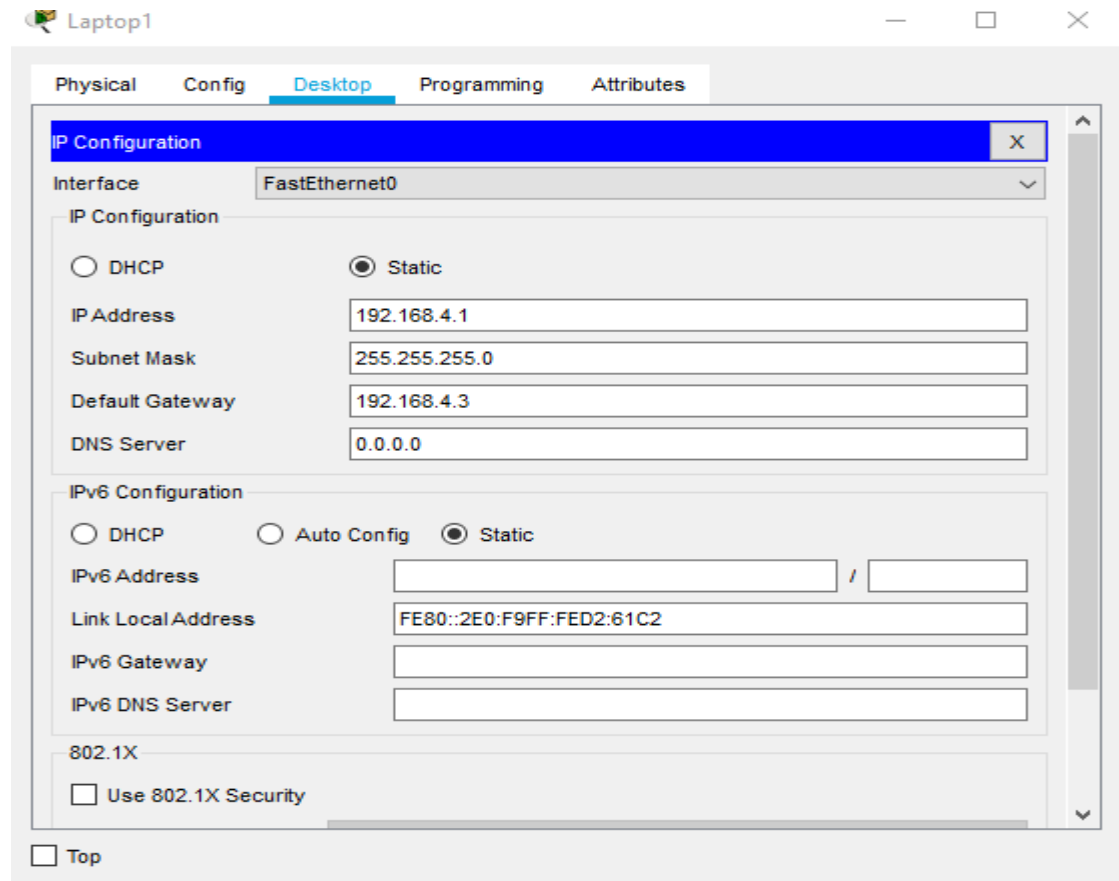 Laptop1
Physical Config Desktop Programming Attributes
IP Configuration X
Interface FastEthernet0
IP Configuration
DHCP Static
IP Address 192.168.4.1
Subnet Mask 255.255.255.0
Default Gateway 192.168.4.3
DNS Server 0.0.0.0
IPv6 Configuration
DHCP Auto Config Static
IPv6 Address /
Link Local Address FE80::2E0:F9FF:FED2:61C2
IPv6 Gateway
IPv6 DNS Server
802.1X
Use 802.1X Security
Top